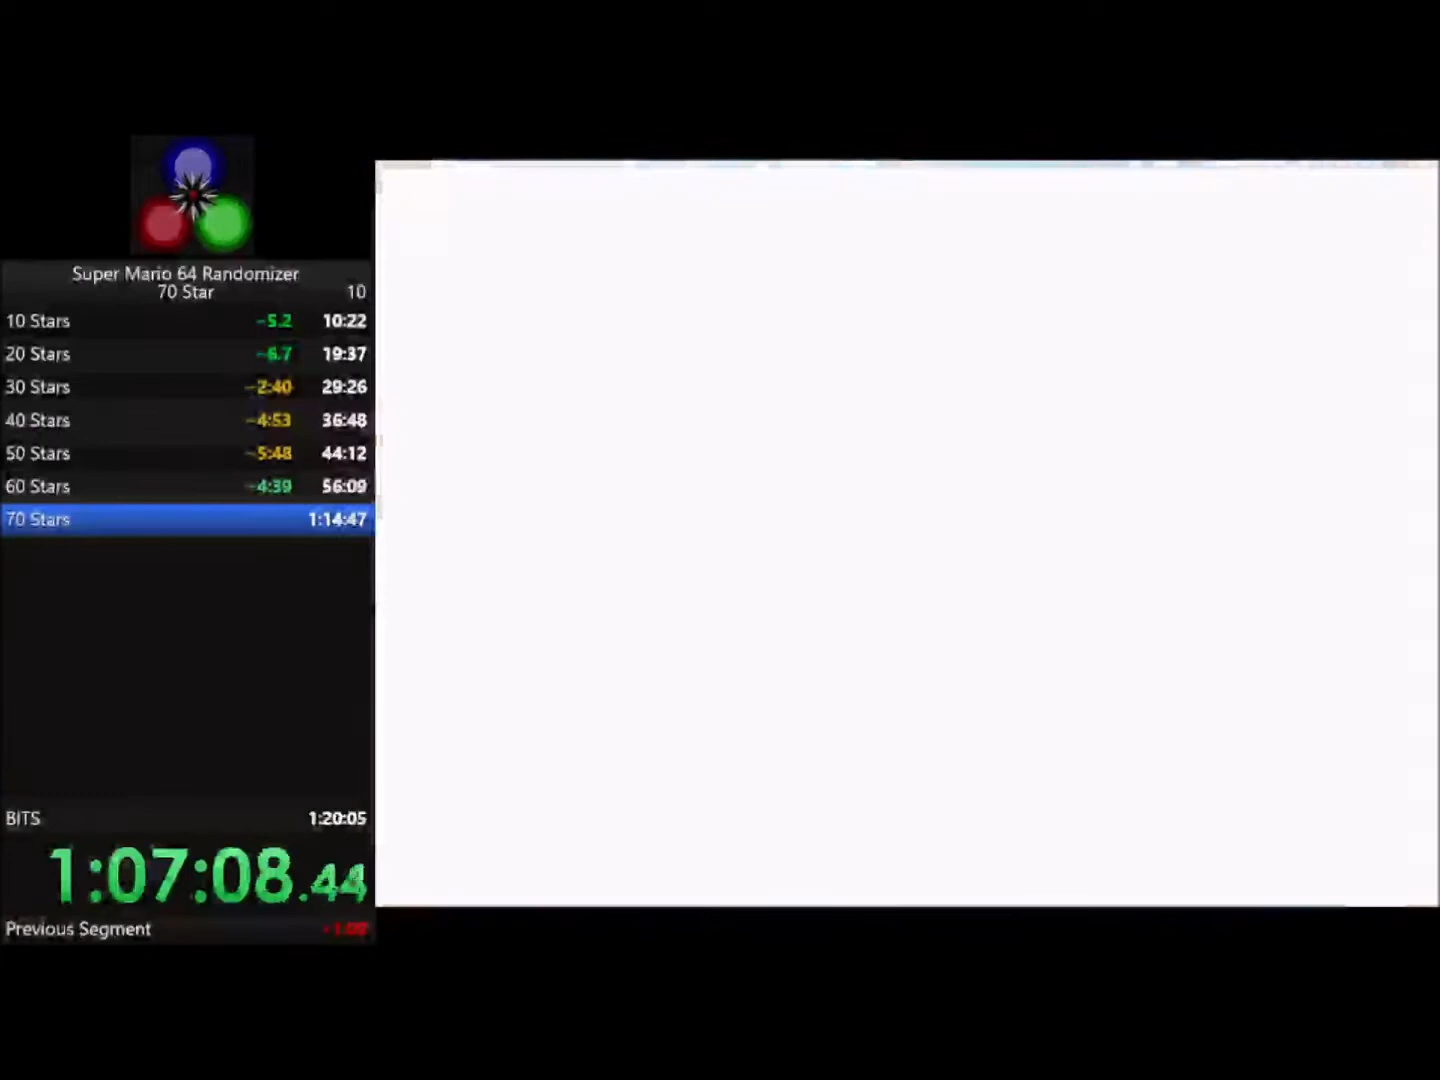 Super Mario 64 Randomizer
70 Star 10
10 Stars -5.2 10:22
20 Stars -6.7 19:37
30 Stars -2:40 29:26
40 Stars -4:53 36:48
50 Stars -5:48 44:12
60 Stars -4:39 56:09
70 Stars 1:14:47
BITS 1:20:05
1:07:08.44
Previous Segment